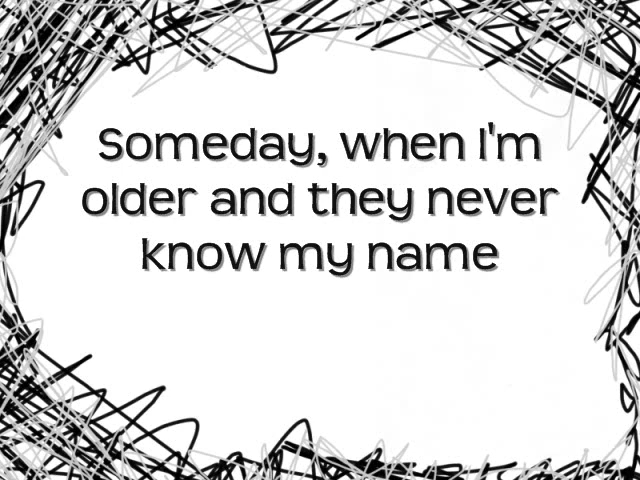 Someday, when I'm
older and they never
know my name